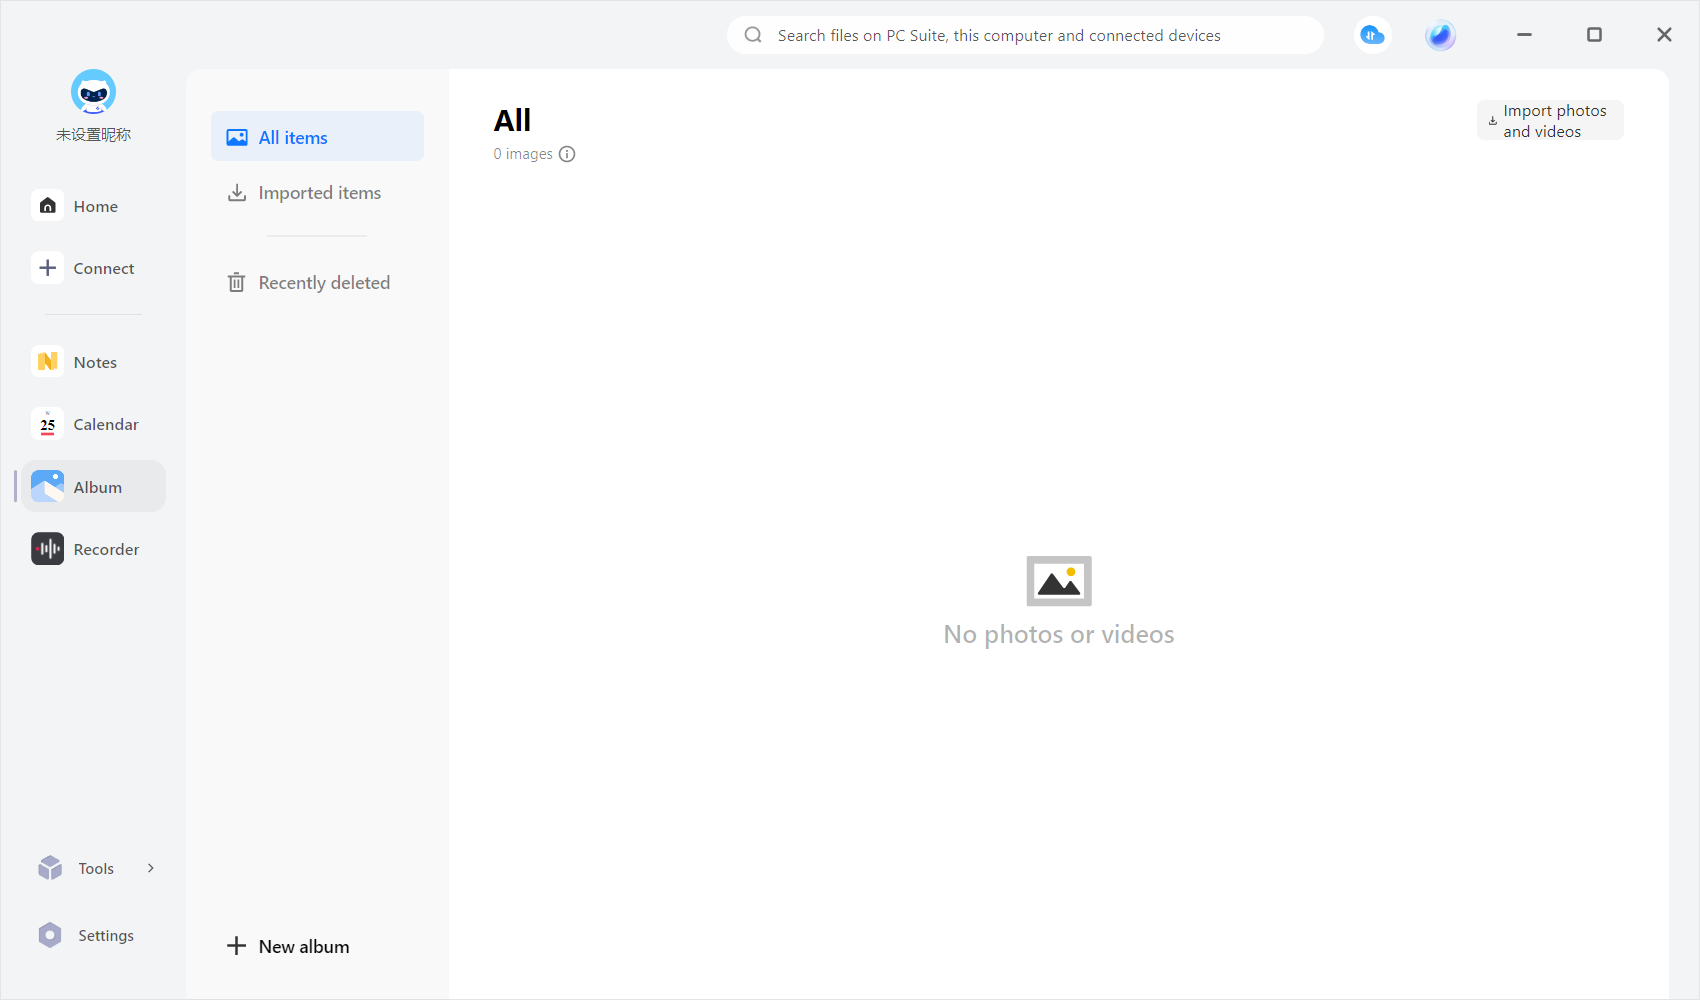 Search files on PC Suite, this computer and connected devices
未设置昵称
Home
Connect
Notes
25
Calendar
Album
Recorder
Tools
Settings
All items
Imported items
Recently deleted
New album
All
0 images
Import photos
and videos
No photos or videos